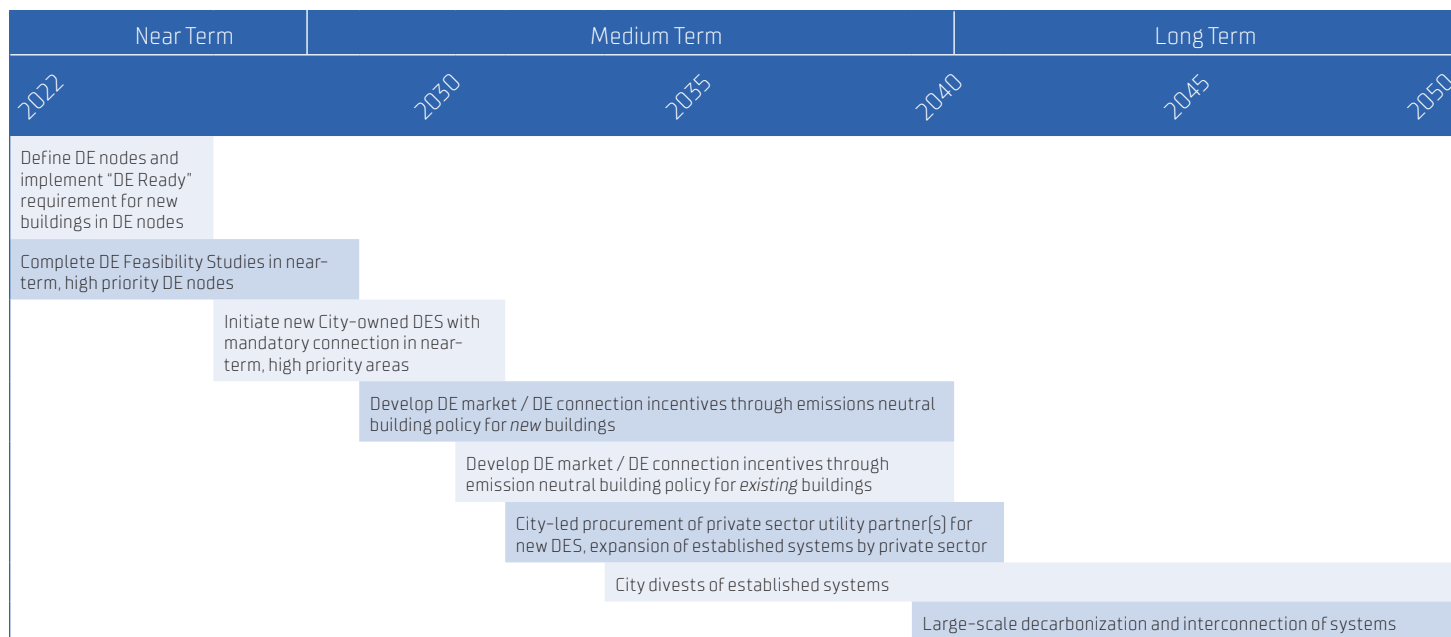 Near Term Medium Term Long Term
2022 2030 2035 2040 2045 2050
Define DE nodes and
implement “DE Ready”
requirement for new
buildings in DE nodes
Complete DE Feasibility Studies in near-
term, high priority DE nodes
Initiate new City-owned DES with
mandatory connection in near-
term, high priority areas
Develop DE market / DE connection incentives through emissions neutral
building policy for new buildings
Develop DE market / DE connection incentives through
emission neutral building policy for existing buildings
City-led procurement of private sector utility partner(s) for
new DES, expansion of established systems by private sector
City divests of established systems
Large-scale decarbonization and interconnection of systems